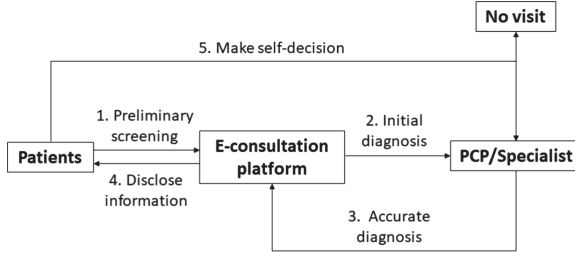 No visit
5. Make self-decision
1. Preliminary
screening
2. Initial
diagnosis
Patients
E-consultation
platform
PCP/Specialist
4. Disclose
information
3. Accurate
diagnosis